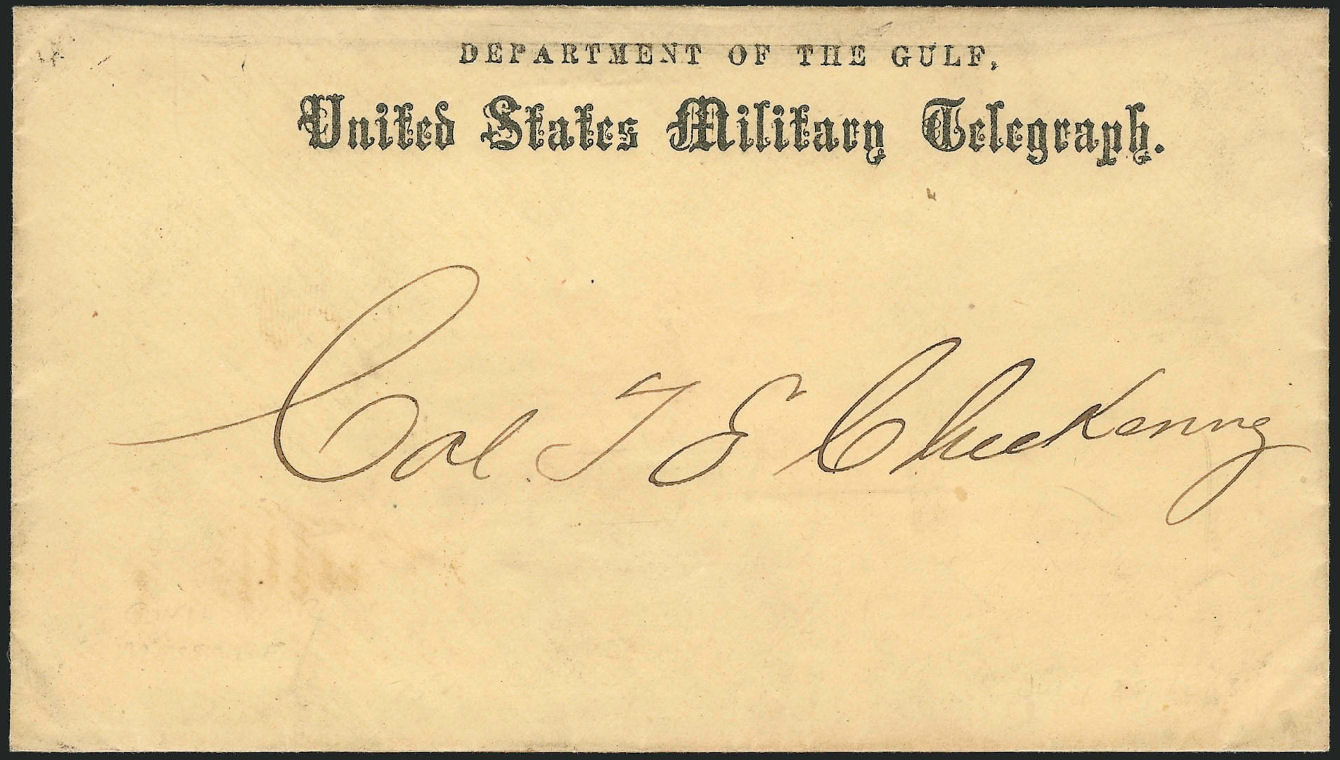 DEPARTMENT OF THE GULF,
United States Military Telegraph.
Col. T E Chickering